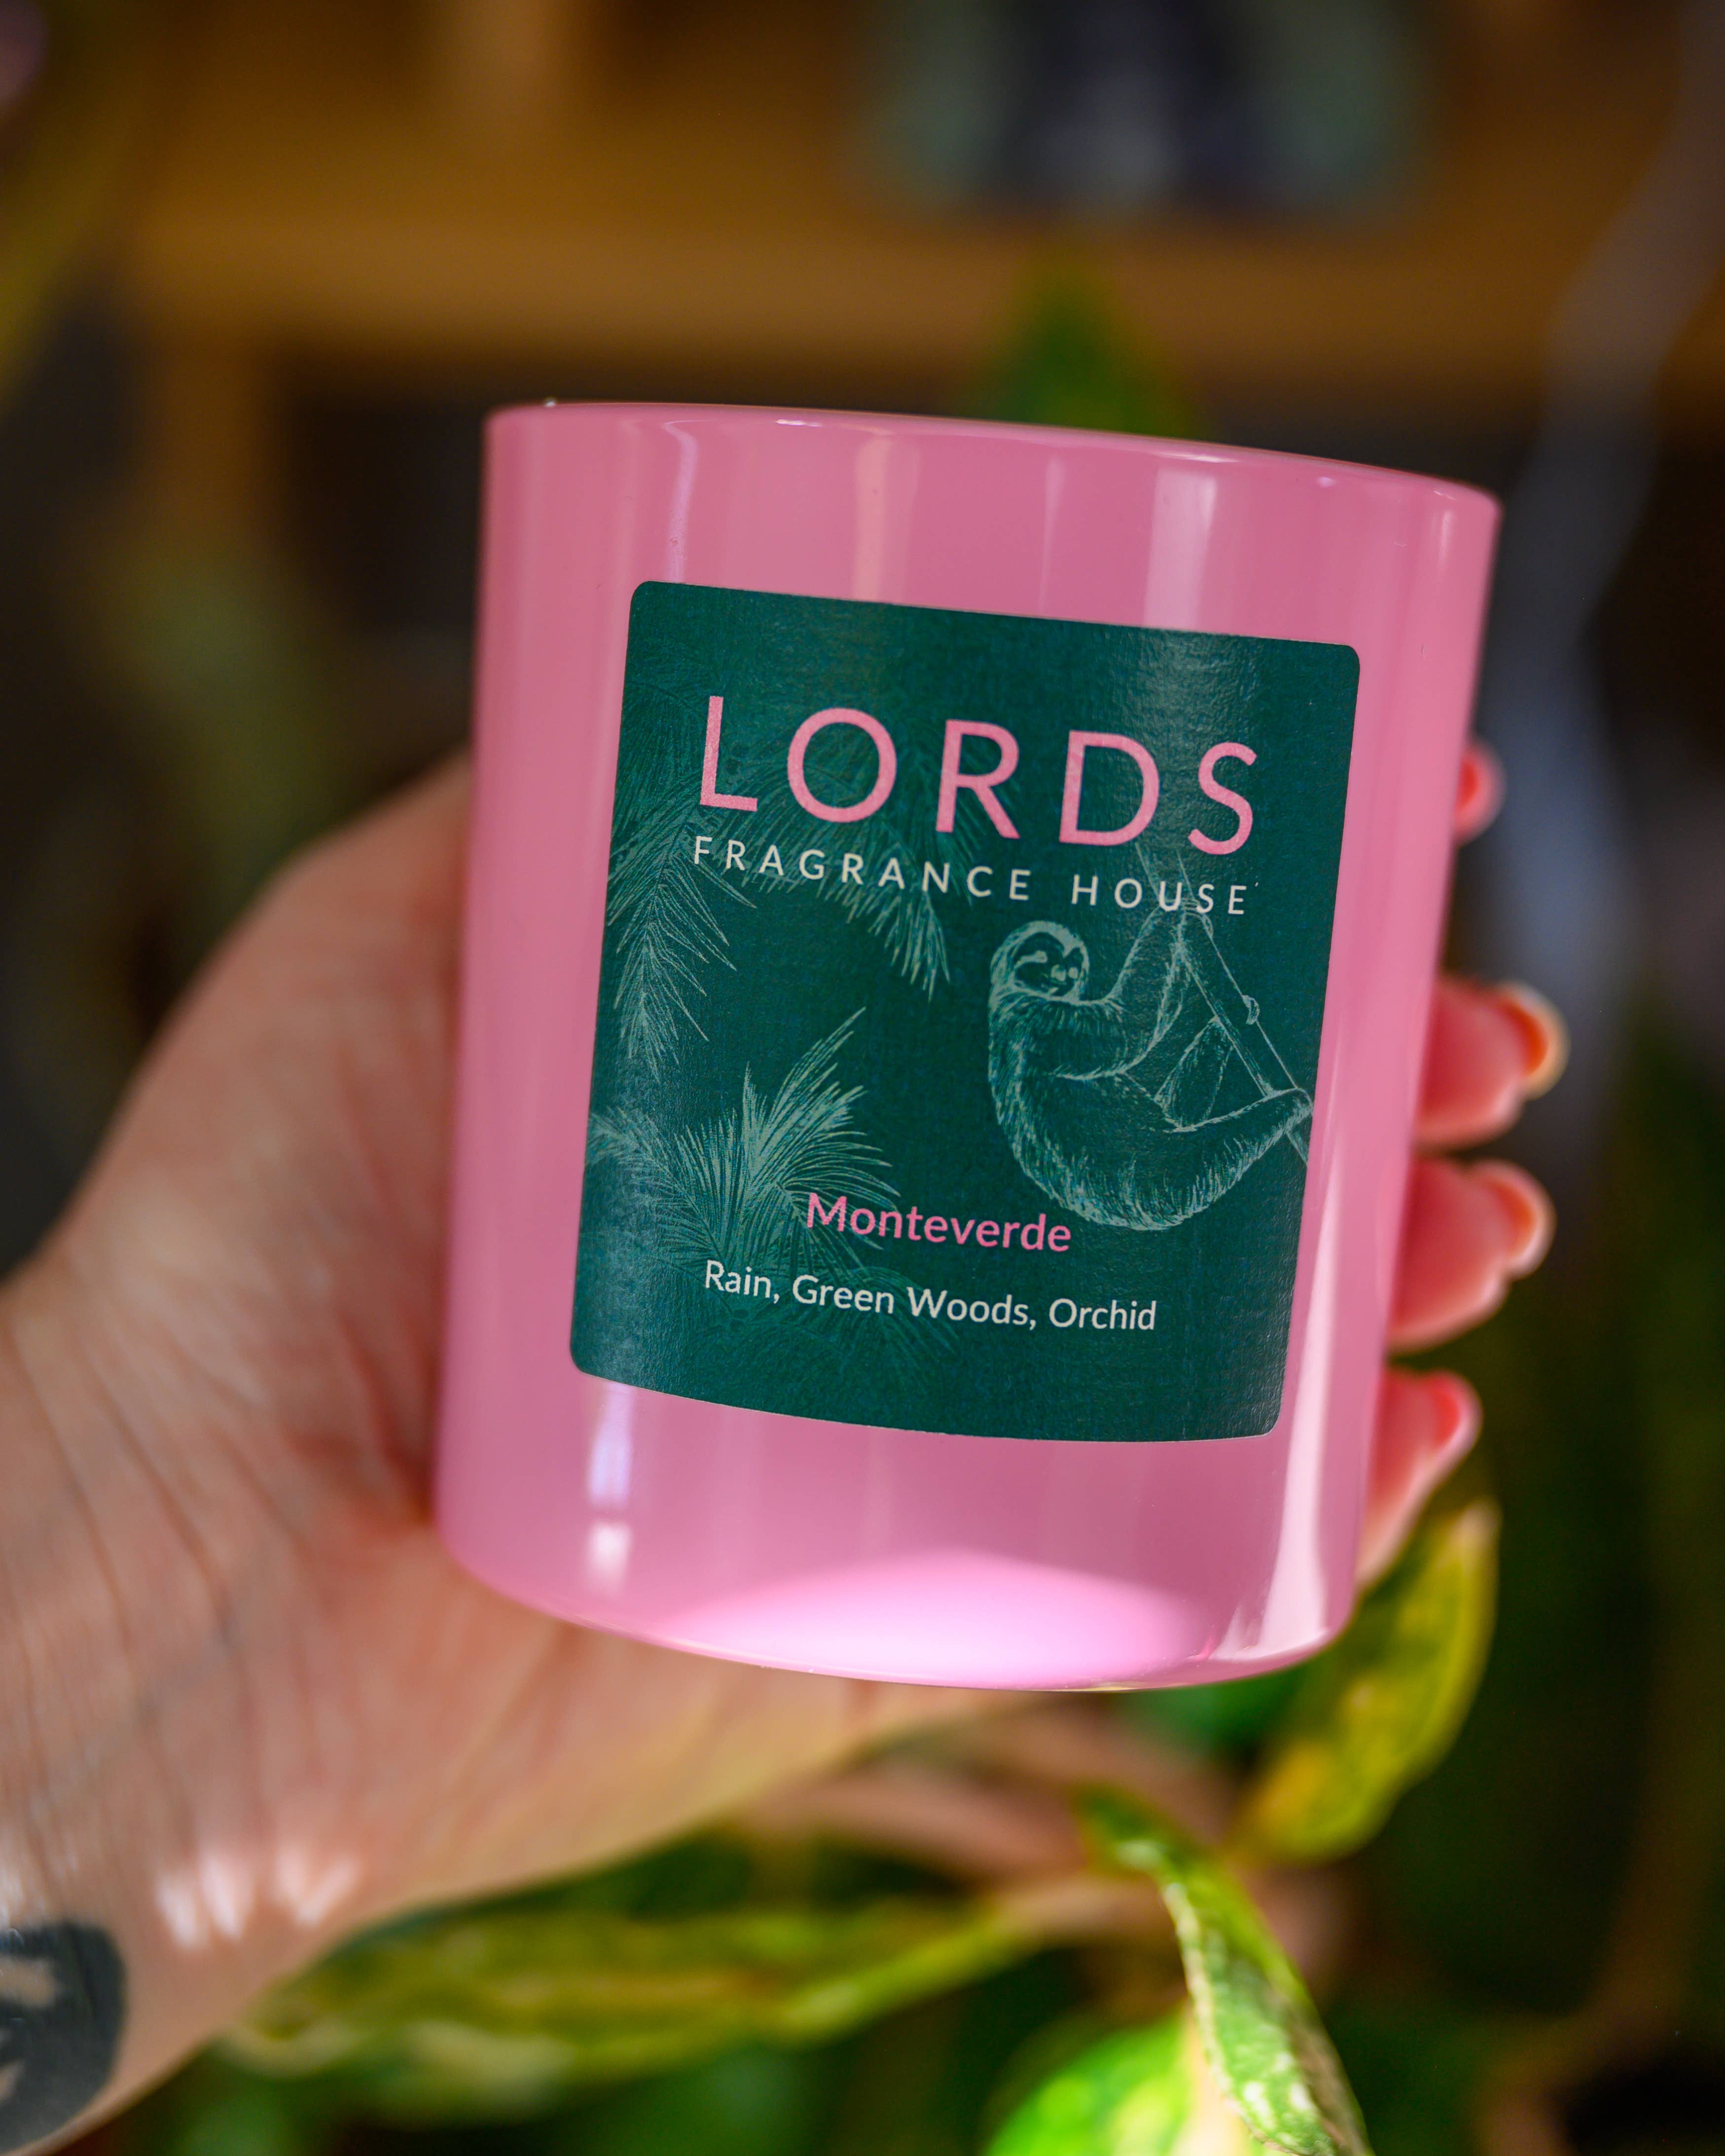 LORDS
FRAGRANCE HOUSE
Monteverde
Rain, Green Woods, Orchid